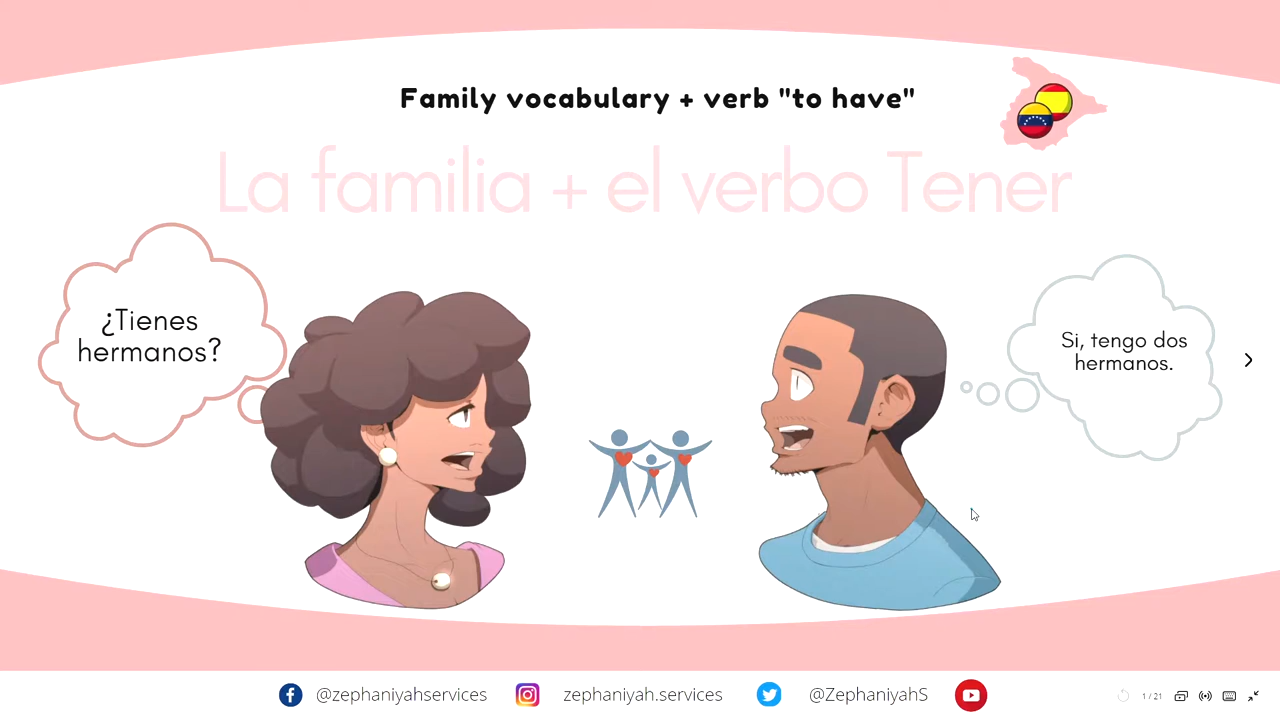 Family vocabulary + verb "to have"
La familia + el verbo Tener
¿Tienes
hermanos?
Si, tengo dos
hermanos.
@zephaniyahservices
zephaniyah.services
@ZephaniyahS
1 / 21